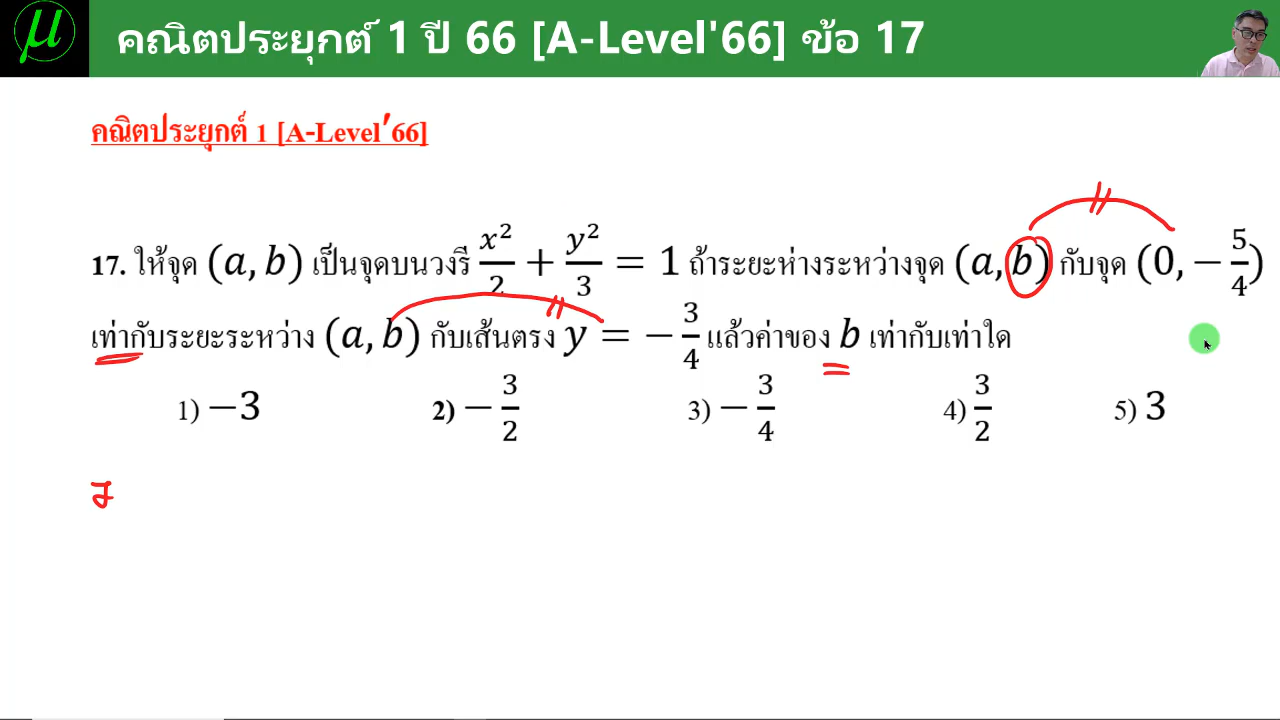 μ
คณิตประยุกต์ 1 ปี 66 [A-Level'66] ข้อ 17
คณิตประยุกต์ 1 [A-Level'66]
17. ให้จุด (a, b) เป็นจุดบนวงรี x²/2 + y²/3 = 1 ถ้าระยะห่างระหว่างจุด (a, b) กับจุด (0, −5/4)
เท่ากับระยะระหว่าง (a, b) กับเส้นตรง y = −3/4 แล้วค่าของ b เท่ากับเท่าใด
1) −3 2) −3/2 3) −3/4 4) 3/2 5) 3